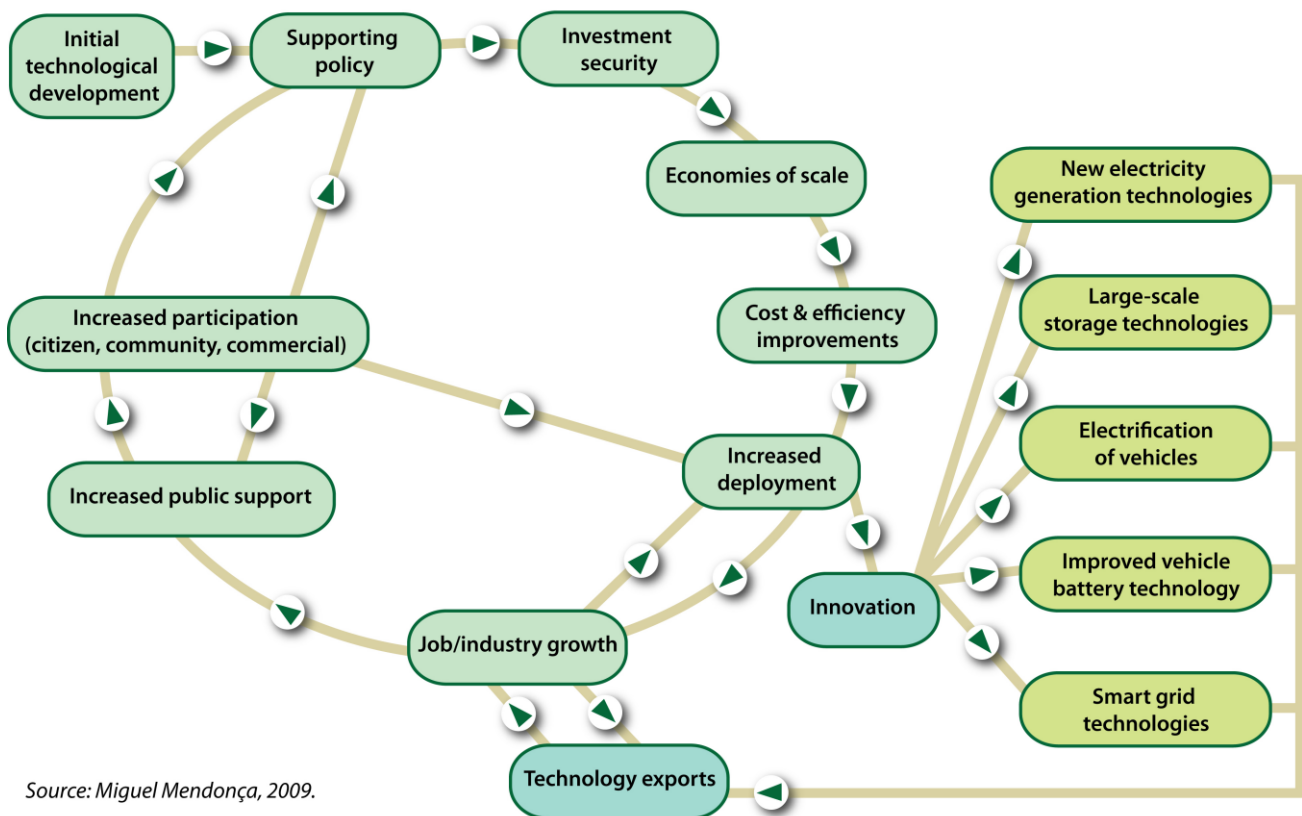 Initial
technological
development
Supporting
policy
Investment
security
Economies of scale
New electricity
generation technologies
Increased participation
(citizen, community, commercial)
Cost & efficiency
improvements
Large-scale
storage technologies
Electrification
of vehicles
Increased public support
Increased
deployment
Innovation
Improved vehicle
battery technology
Job/industry growth
Smart grid
technologies
Technology exports
Source: Miguel Mendonça, 2009.